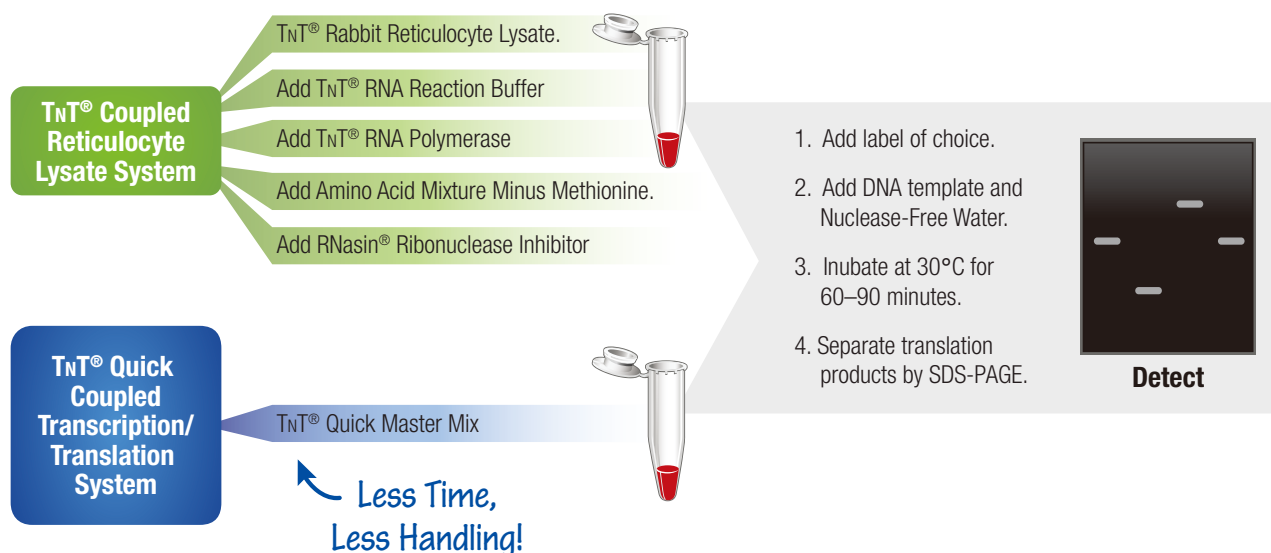 TNT® Coupled
Reticulocyte
Lysate System
TNT® Rabbit Reticulocyte Lysate.
Add TNT® RNA Reaction Buffer
Add TNT® RNA Polymerase
Add Amino Acid Mixture Minus Methionine.
Add RNasin® Ribonuclease Inhibitor
TNT® Quick
Coupled
Transcription/
Translation
System
TNT® Quick Master Mix
Less Time,
Less Handling!
1. Add label of choice.
2. Add DNA template and
Nuclease-Free Water.
3. Inubate at 30°C for
60–90 minutes.
4. Separate translation
products by SDS-PAGE.
Detect